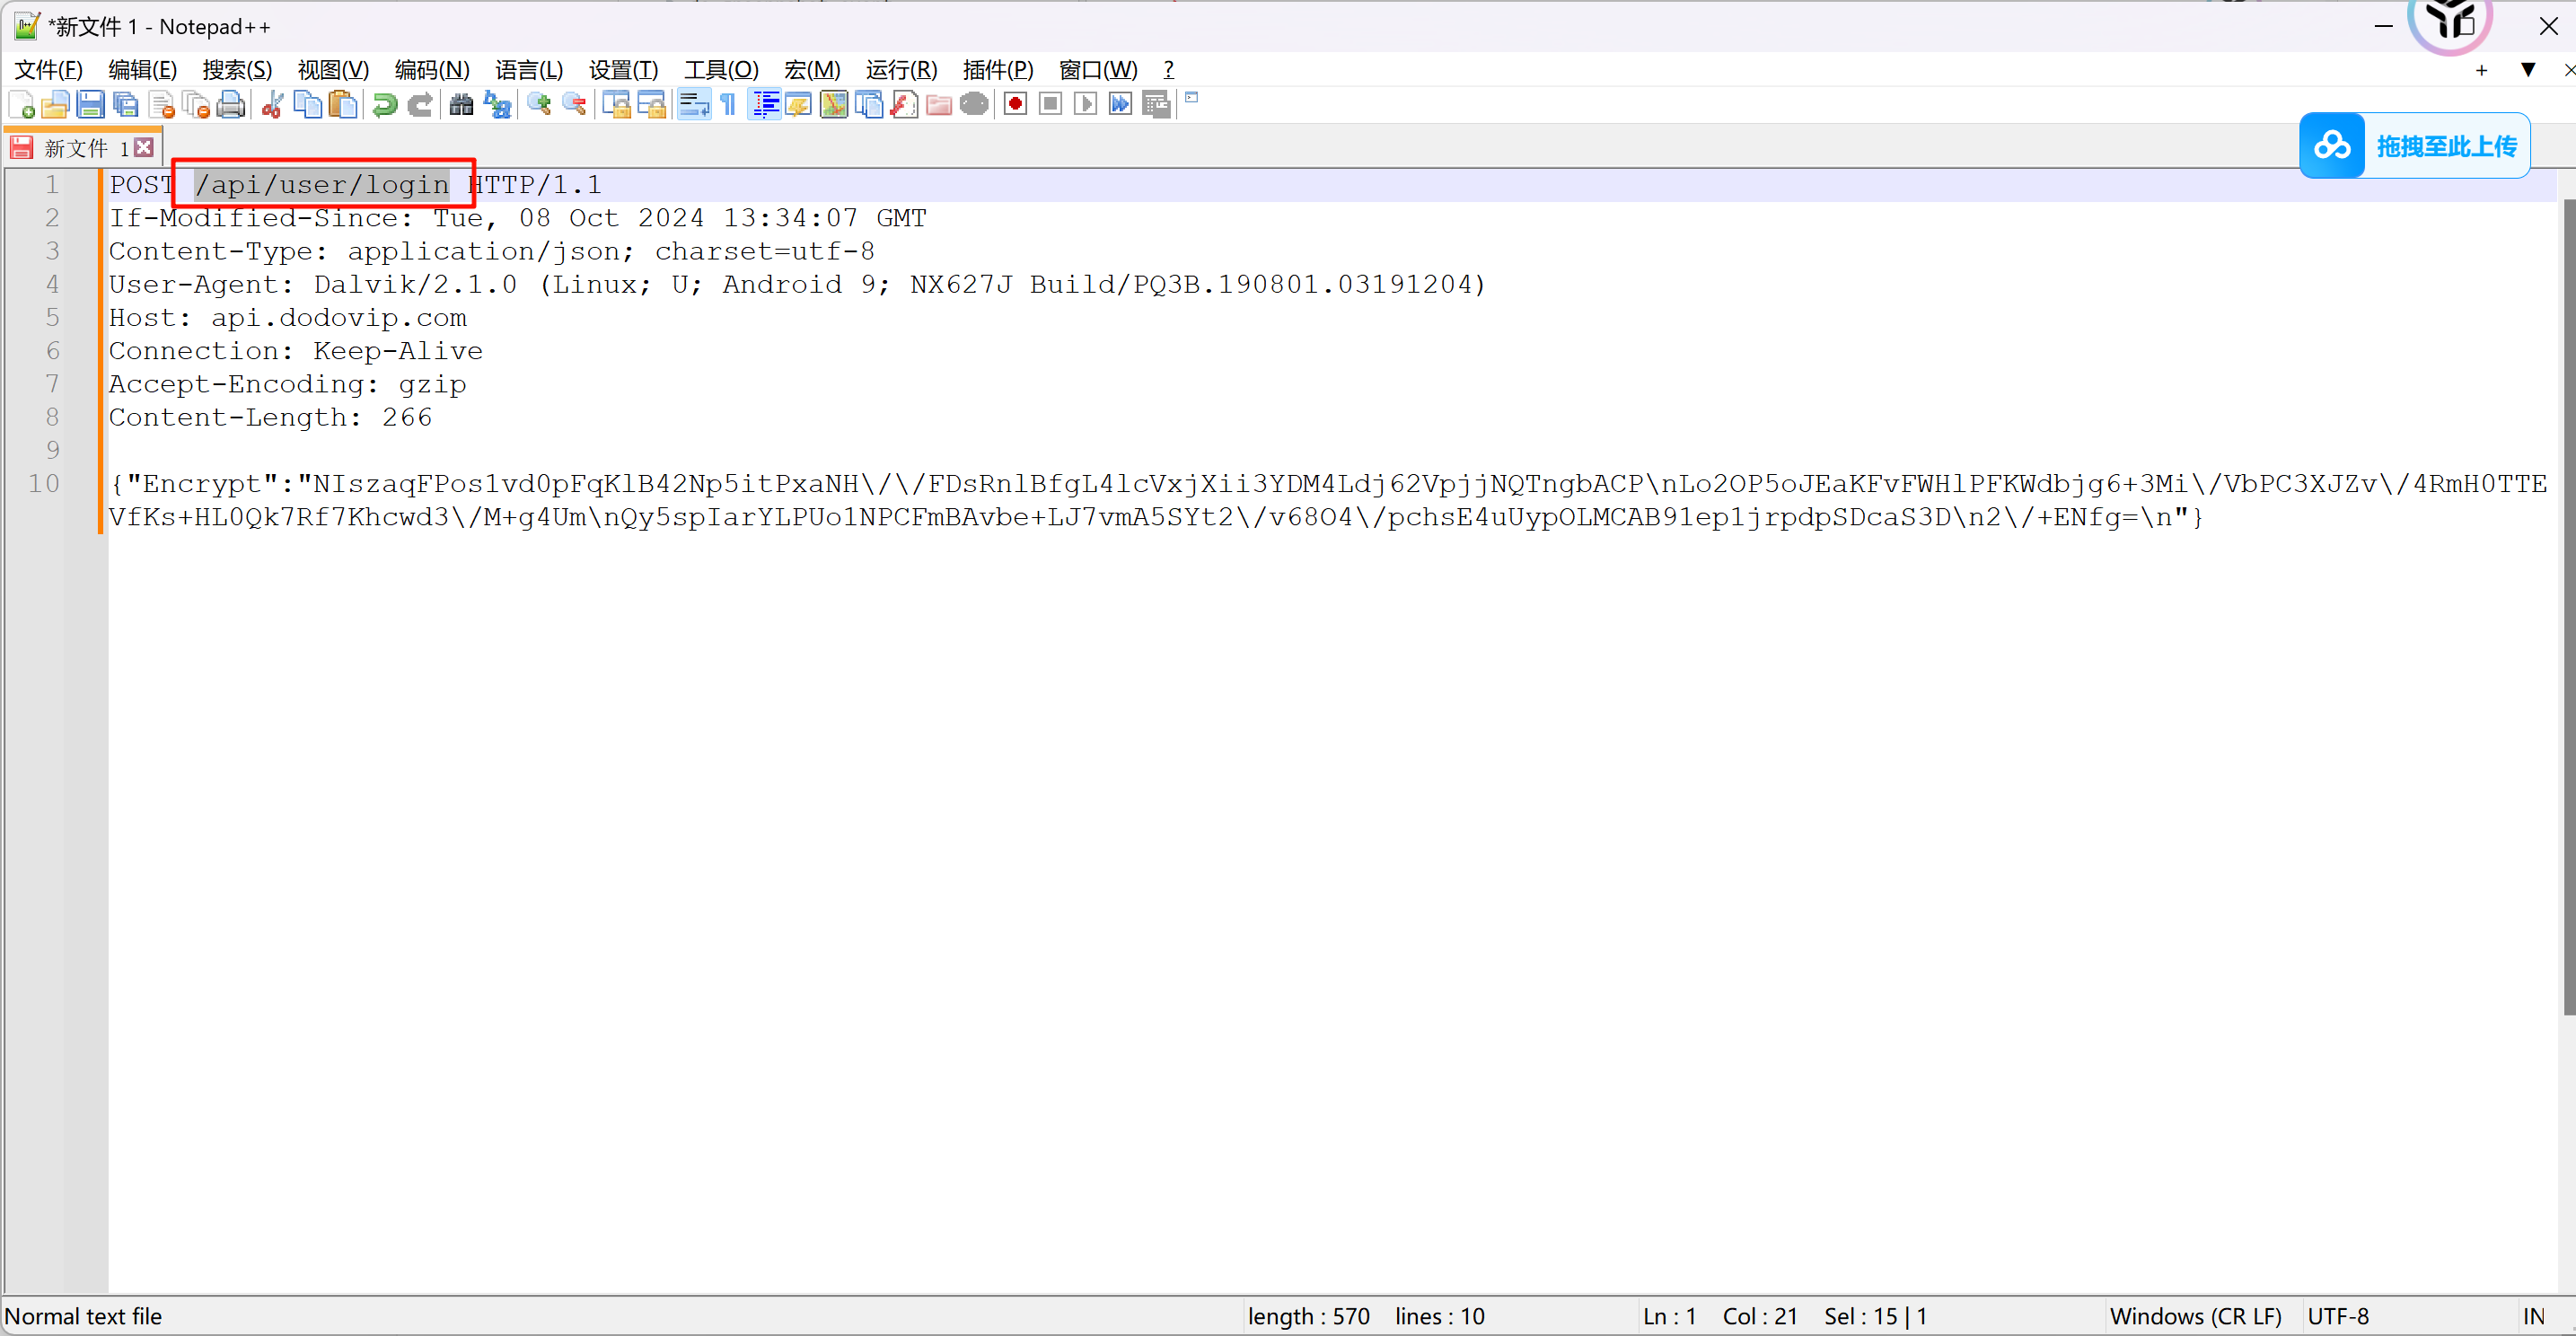 *新文件 1 - Notepad++
文件(F) 编辑(E) 搜索(S) 视图(V) 编码(N) 语言(L) 设置(T) 工具(O) 宏(M) 运行(R) 插件(P) 窗口(W) ?
新文件 1
拖拽至此上传
1 POST /api/user/login HTTP/1.1
2 If-Modified-Since: Tue, 08 Oct 2024 13:34:07 GMT
3 Content-Type: application/json; charset=utf-8
4 User-Agent: Dalvik/2.1.0 (Linux; U; Android 9; NX627J Build/PQ3B.190801.03191204)
5 Host: api.dodovip.com
6 Connection: Keep-Alive
7 Accept-Encoding: gzip
8 Content-Length: 266
9
10 {"Encrypt":"NIszaqFPos1vd0pFqKlB42Np5itPxaNH\/\/FDsRnlBfgL4lcVxjXii3YDM4Ldj62VpjjNQTngbACP\nLo2OP5oJEaKFvFWHlPFKWdbjg6+3Mi\/VbPC3XJZv\/4RmH0TTE
VfKs+HL0Qk7Rf7Khcwd3\/M+g4Um\nQy5spIarYLPUo1NPCFmBAvbe+LJ7vmA5SYt2\/v68O4\/pchsE4uUypOLMCAB91ep1jrpdpSDcaS3D\n2\/+ENfg=\n"}
Normal text file length : 570 lines : 10 Ln : 1 Col : 21 Sel : 15 | 1 Windows (CR LF) UTF-8 IN